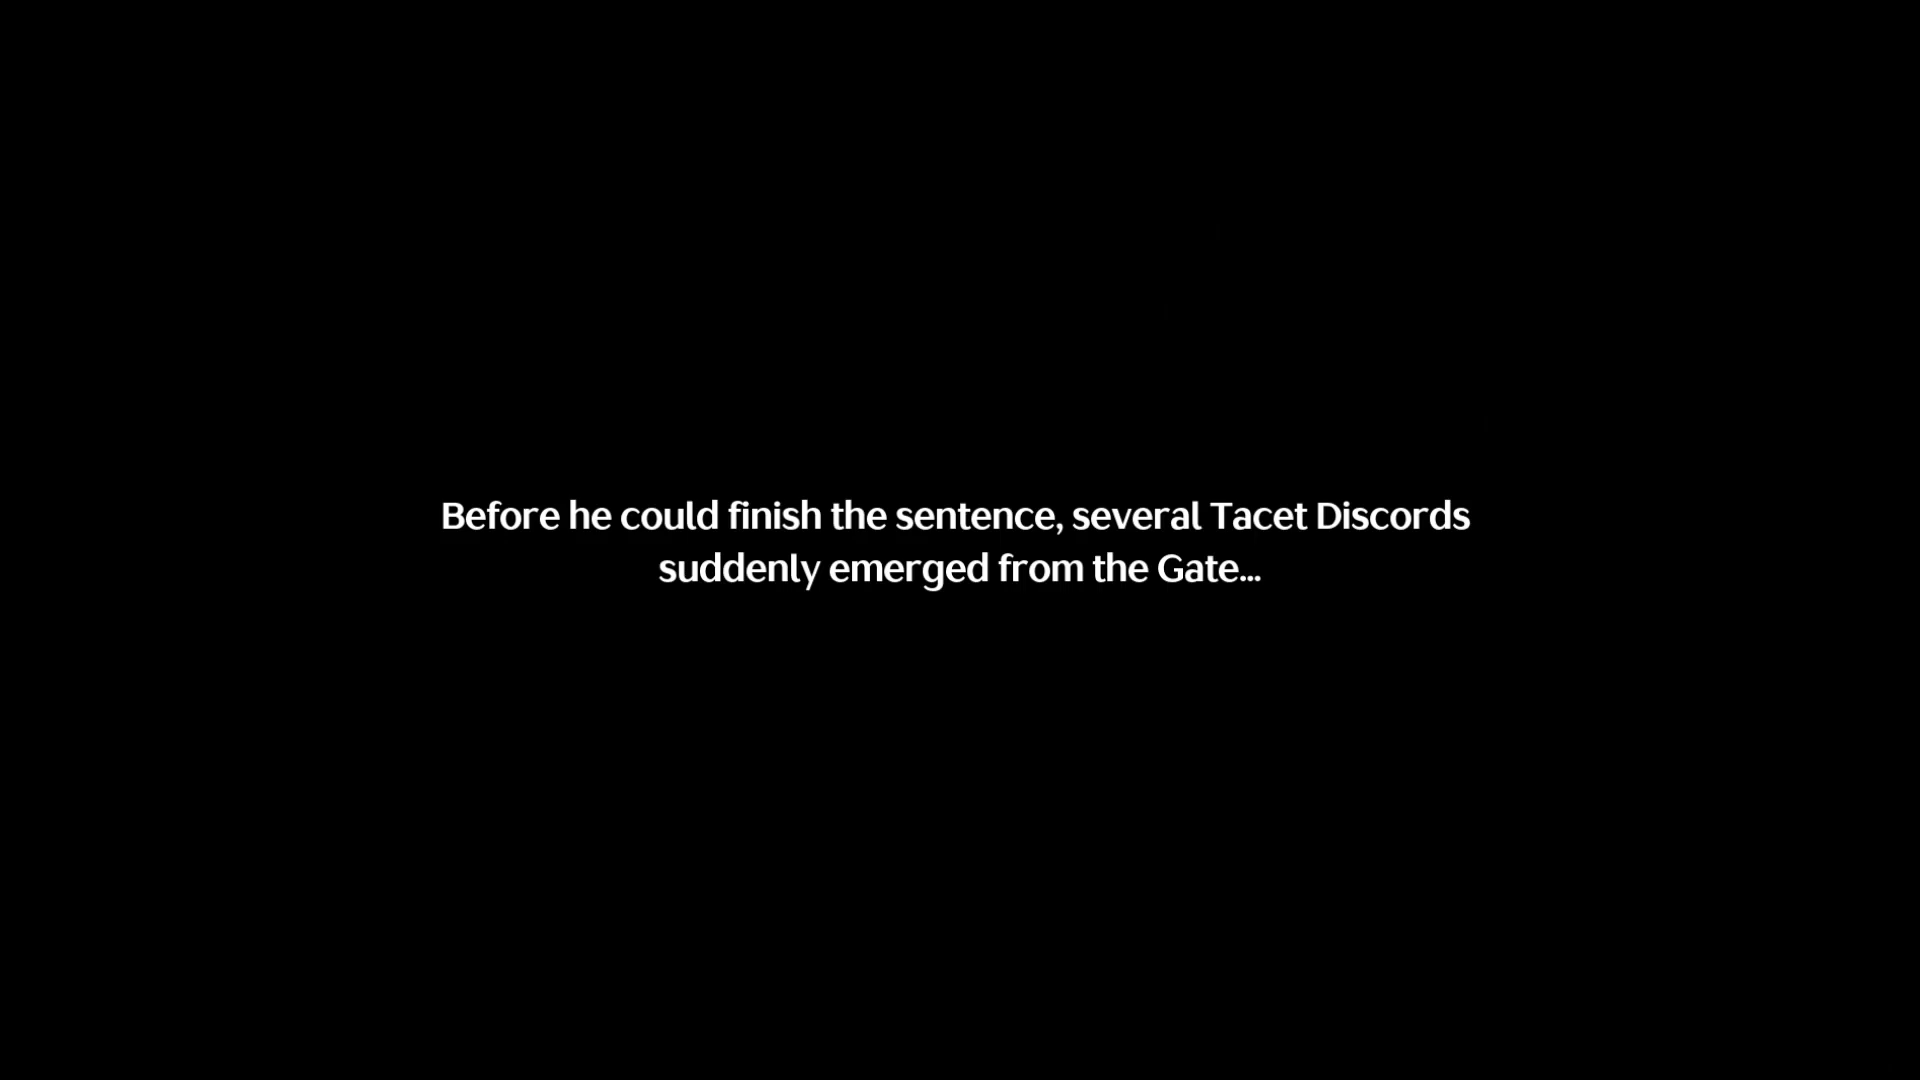 Before he could finish the sentence, several Tacet Discords
suddenly emerged from the Gate...